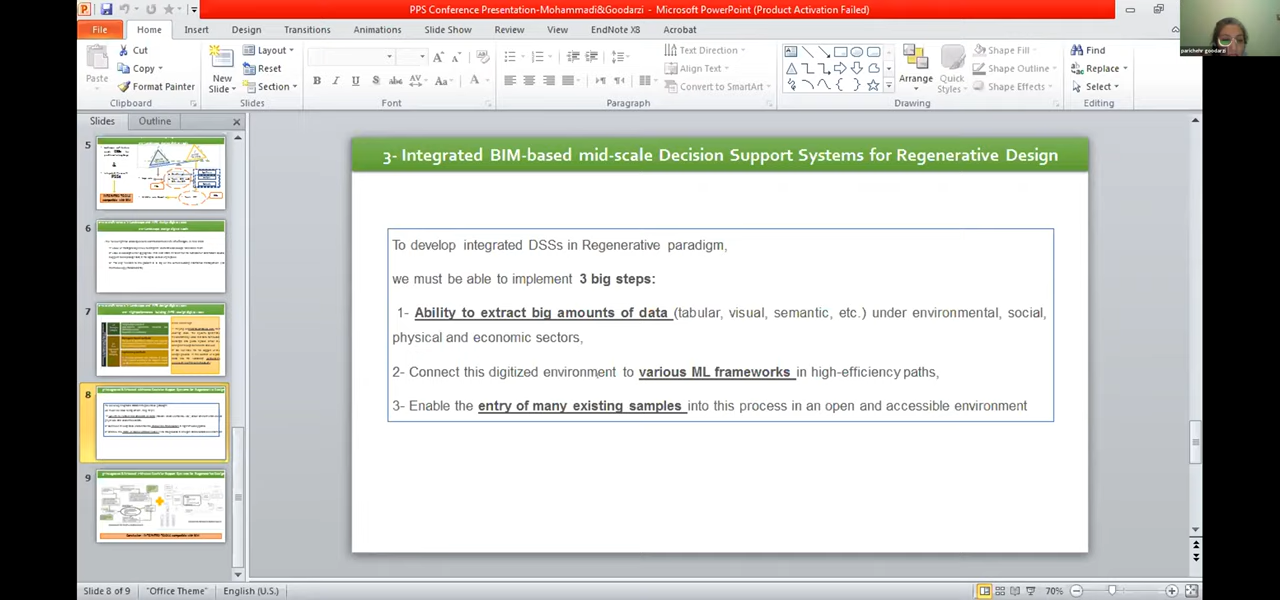 PPS Conference Presentation-Mohammadi&Goodarzi - Microsoft PowerPoint (Product Activation Failed)
File Home Insert Design Transitions Animations Slide Show Review View EndNote X8 Acrobat
parichehr goodarzi
Paste
Cut
Copy
Format Painter
Clipboard
New Slide
Layout
Reset
Section
Slides
Font
Paragraph
Text Direction
Align Text
Convert to SmartArt
Arrange
Quick Styles
Shape Fill
Shape Outline
Shape Effects
Drawing
Find
Replace
Select
Editing
Slides Outline
5
6
7
8
9
3- Integrated BIM-based mid-scale Decision Support Systems for Regenerative Design
To develop integrated DSSs in Regenerative paradigm,
we must be able to implement 3 big steps:
1- Ability to extract big amounts of data (tabular, visual, semantic, etc.) under environmental, social,
physical and economic sectors,
2- Connect this digitized environment to various ML frameworks in high-efficiency paths,
3- Enable the entry of many existing samples into this process in an open and accessible environment
Slide 8 of 9 "Office Theme" English (U.S.) 70%